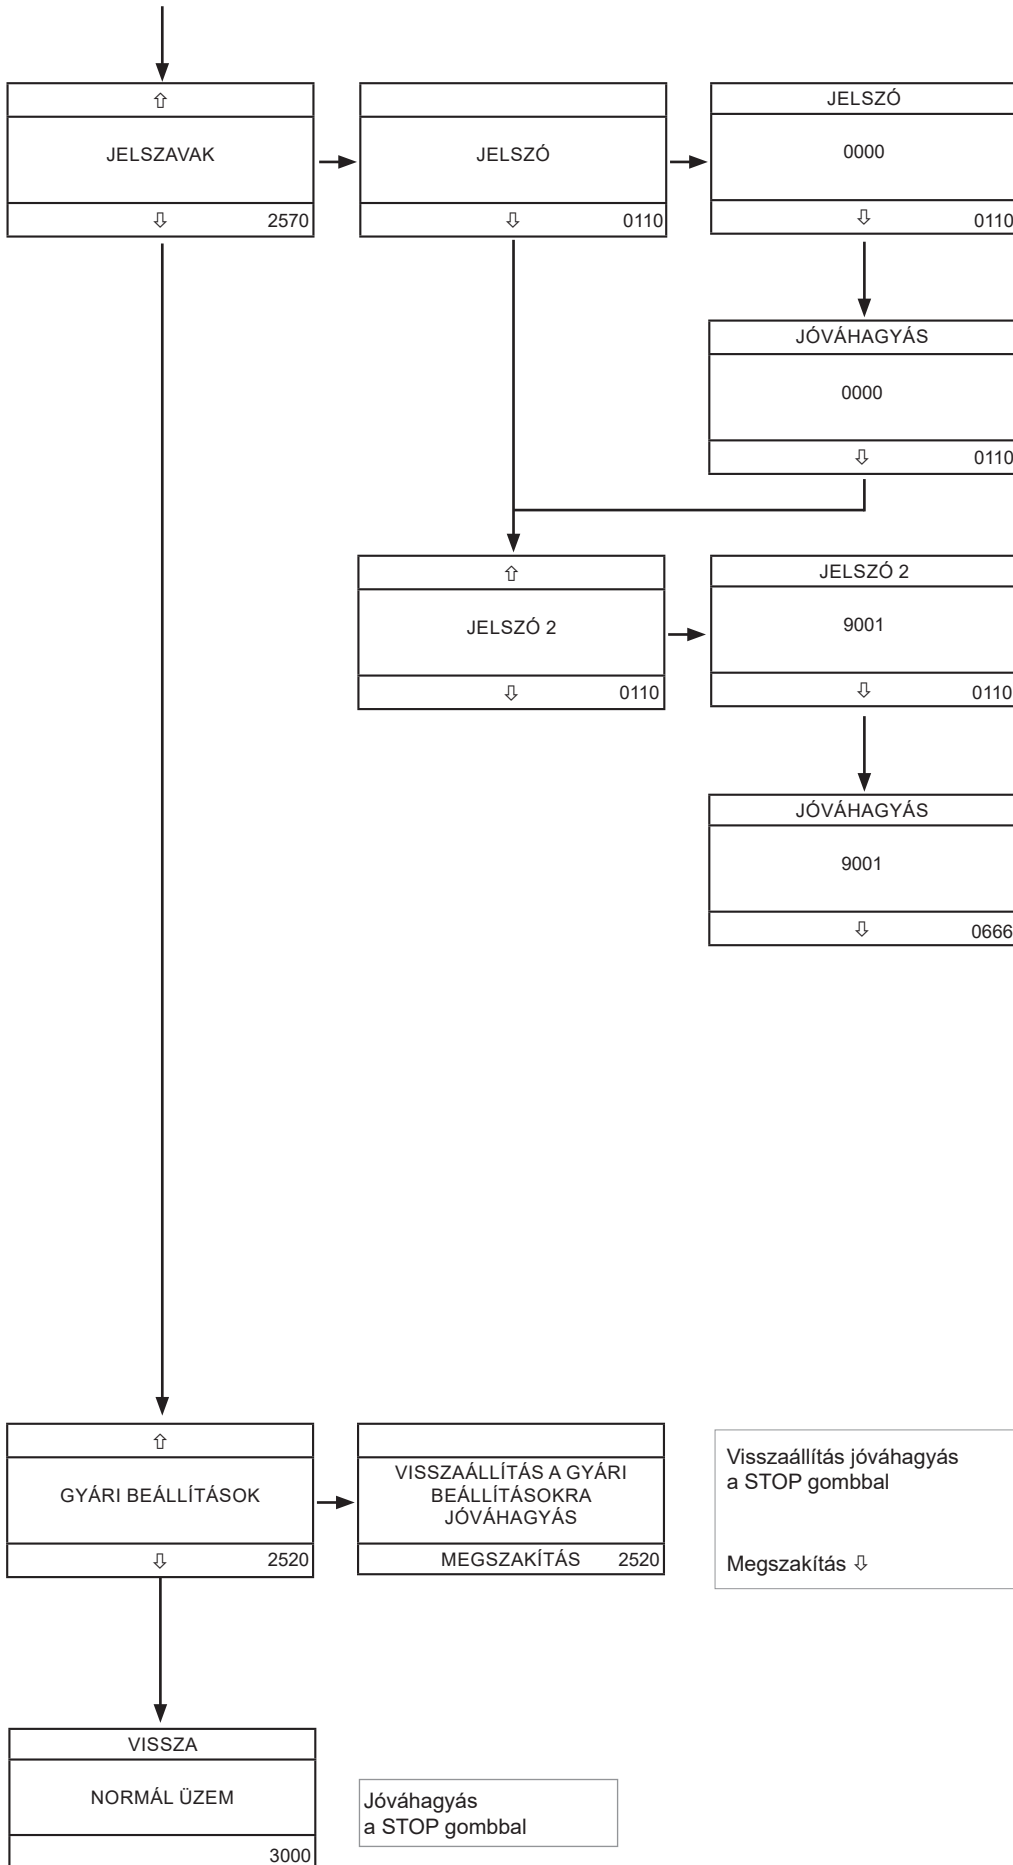 ⇧
JELSZAVAK
⇩ 2570
JELSZÓ
⇩ 0110
JELSZÓ
0000
⇩ 0110
JÓVÁHAGYÁS
0000
⇩ 0110
⇧
JELSZÓ 2
⇩ 0110
JELSZÓ 2
9001
⇩ 0110
JÓVÁHAGYÁS
9001
⇩ 0666
⇧
GYÁRI BEÁLLÍTÁSOK
⇩ 2520
VISSZAÁLLÍTÁS A GYÁRI
BEÁLLÍTÁSOKRA
JÓVÁHAGYÁS
MEGSZAKÍTÁS 2520
Visszaállítás jóváhagyás
a STOP gombbal
Megszakítás ⇩
VISSZA
NORMÁL ÜZEM
3000
Jóváhagyás
a STOP gombbal